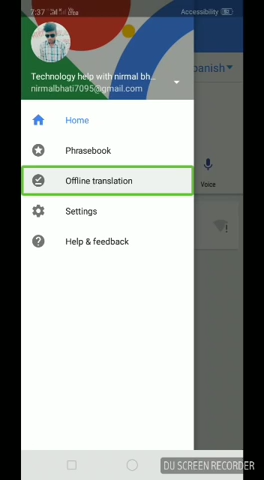 7:37
Accessibility
Technology help with nirmal bh...
nirmalbhati7095@gmail.com
panish
Home
Phrasebook
Voice
Offline translation
Settings
Help & feedback
DU SCREEN RECORDER